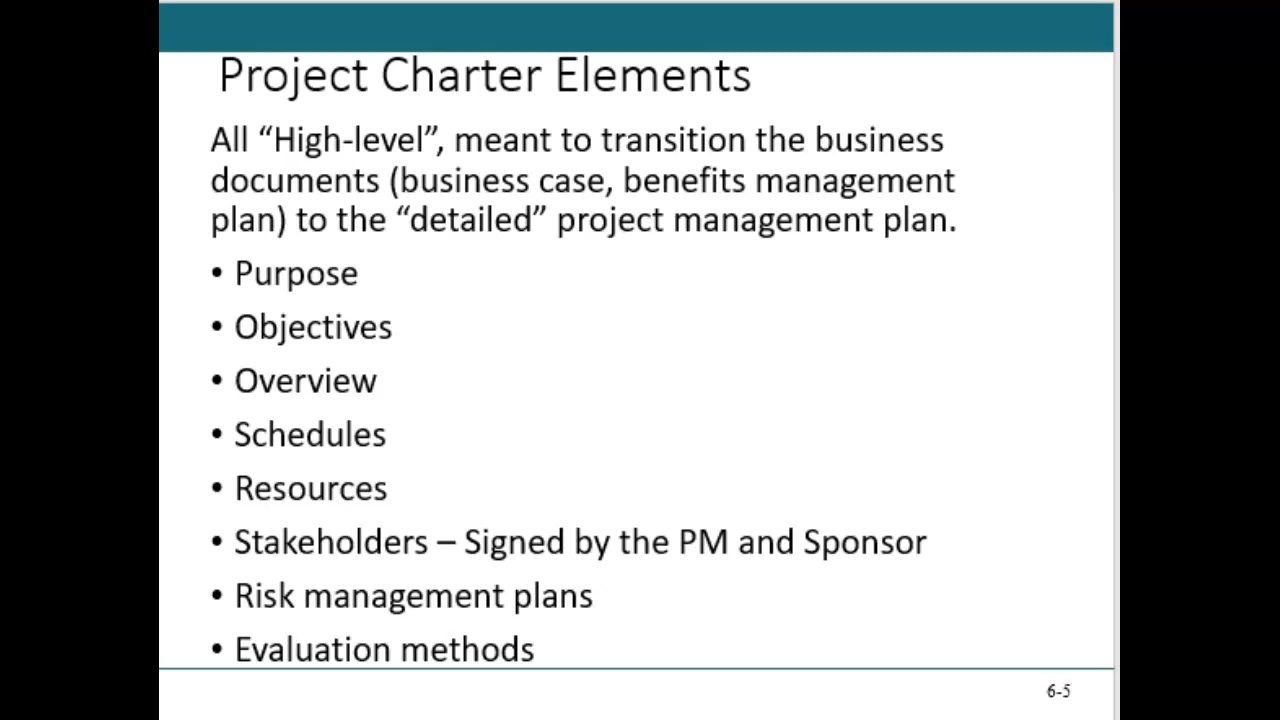 Project Charter Elements
All “High-level”, meant to transition the business
documents (business case, benefits management
plan) to the “detailed” project management plan.
• Purpose
• Objectives
• Overview
• Schedules
• Resources
• Stakeholders – Signed by the PM and Sponsor
• Risk management plans
• Evaluation methods
6-5